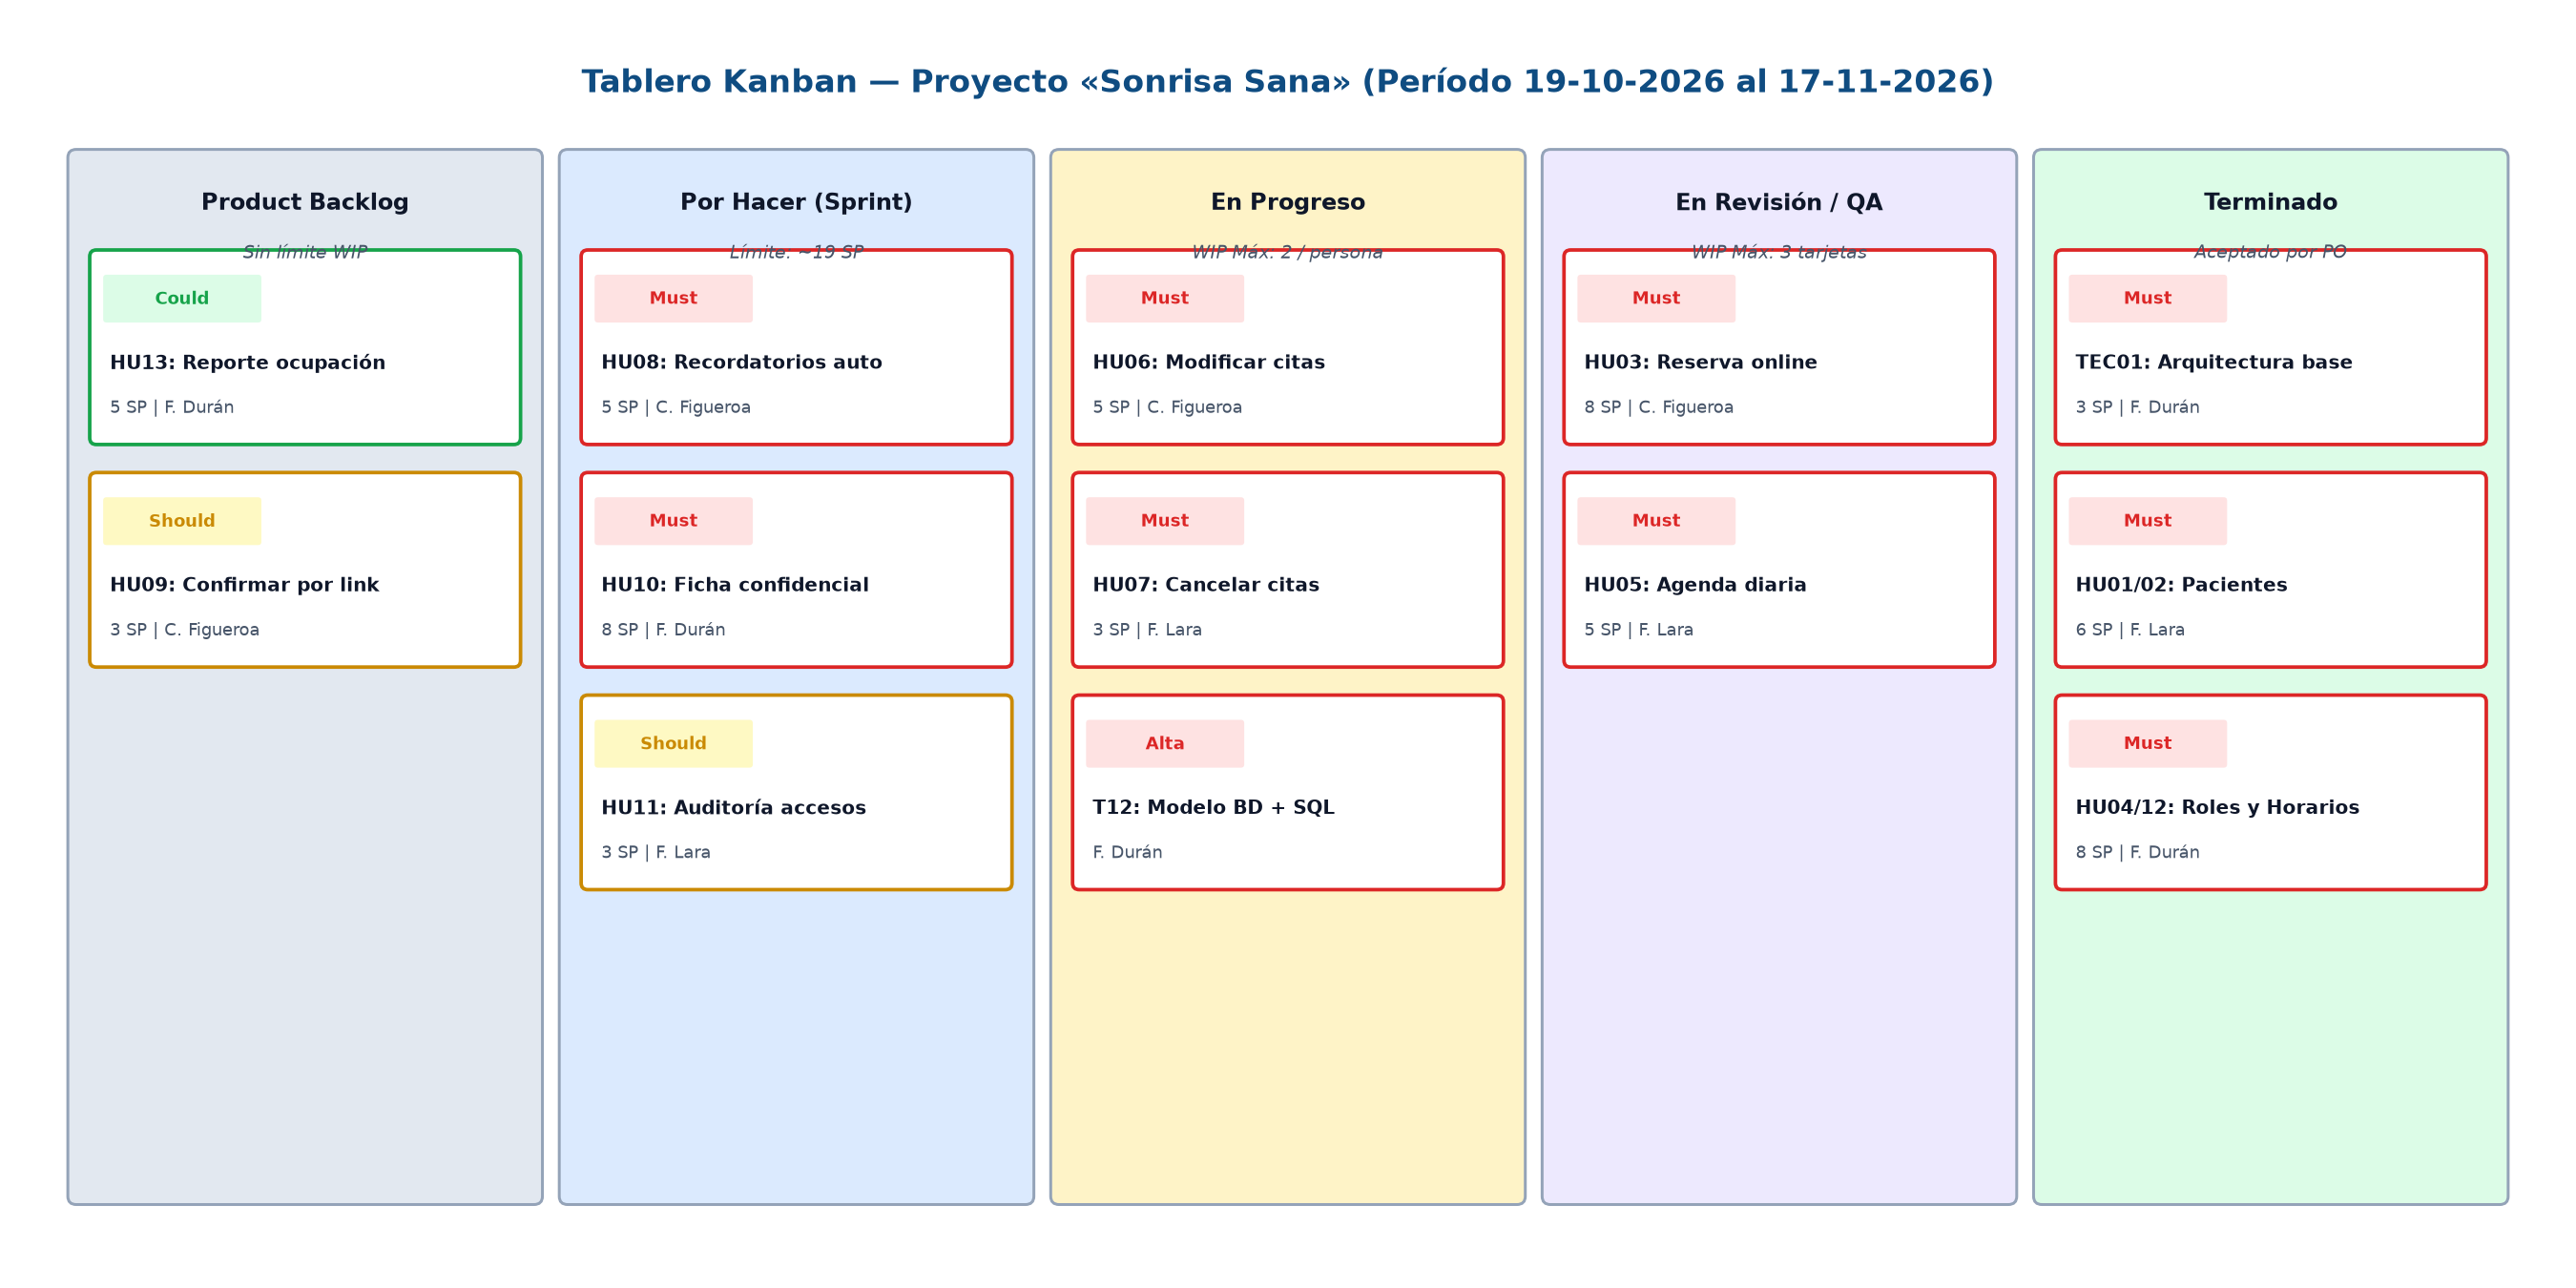 Tablero Kanban — Proyecto «Sonrisa Sana» (Período 19-10-2026 al 17-11-2026)
Product Backlog
Sin límite WIP
Could
HU13: Reporte ocupación
5 SP | F. Durán
Should
HU09: Confirmar por link
3 SP | C. Figueroa
Por Hacer (Sprint)
Límite: ~19 SP
Must
HU08: Recordatorios auto
5 SP | C. Figueroa
Must
HU10: Ficha confidencial
8 SP | F. Durán
Should
HU11: Auditoría accesos
3 SP | F. Lara
En Progreso
WIP Máx: 2 / persona
Must
HU06: Modificar citas
5 SP | C. Figueroa
Must
HU07: Cancelar citas
3 SP | F. Lara
Alta
T12: Modelo BD + SQL
F. Durán
En Revisión / QA
WIP Máx: 3 tarjetas
Must
HU03: Reserva online
8 SP | C. Figueroa
Must
HU05: Agenda diaria
5 SP | F. Lara
Terminado
Aceptado por PO
Must
TEC01: Arquitectura base
3 SP | F. Durán
Must
HU01/02: Pacientes
6 SP | F. Lara
Must
HU04/12: Roles y Horarios
8 SP | F. Durán